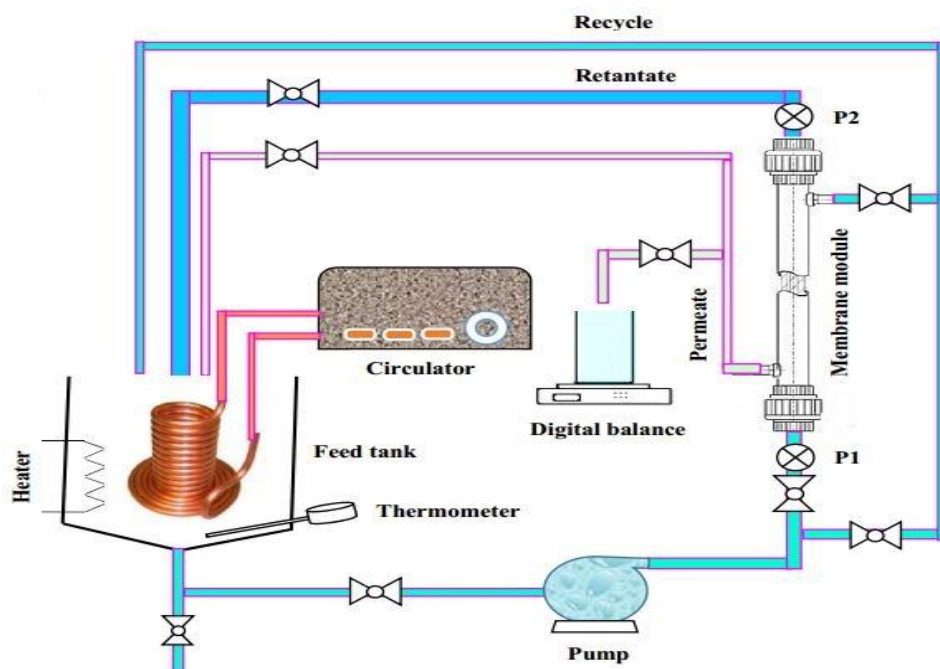 Recycle
Retantate
P2
Membrane module
Permeate
Circulator
Digital balance
Feed tank
P1
Heater
Thermometer
Pump